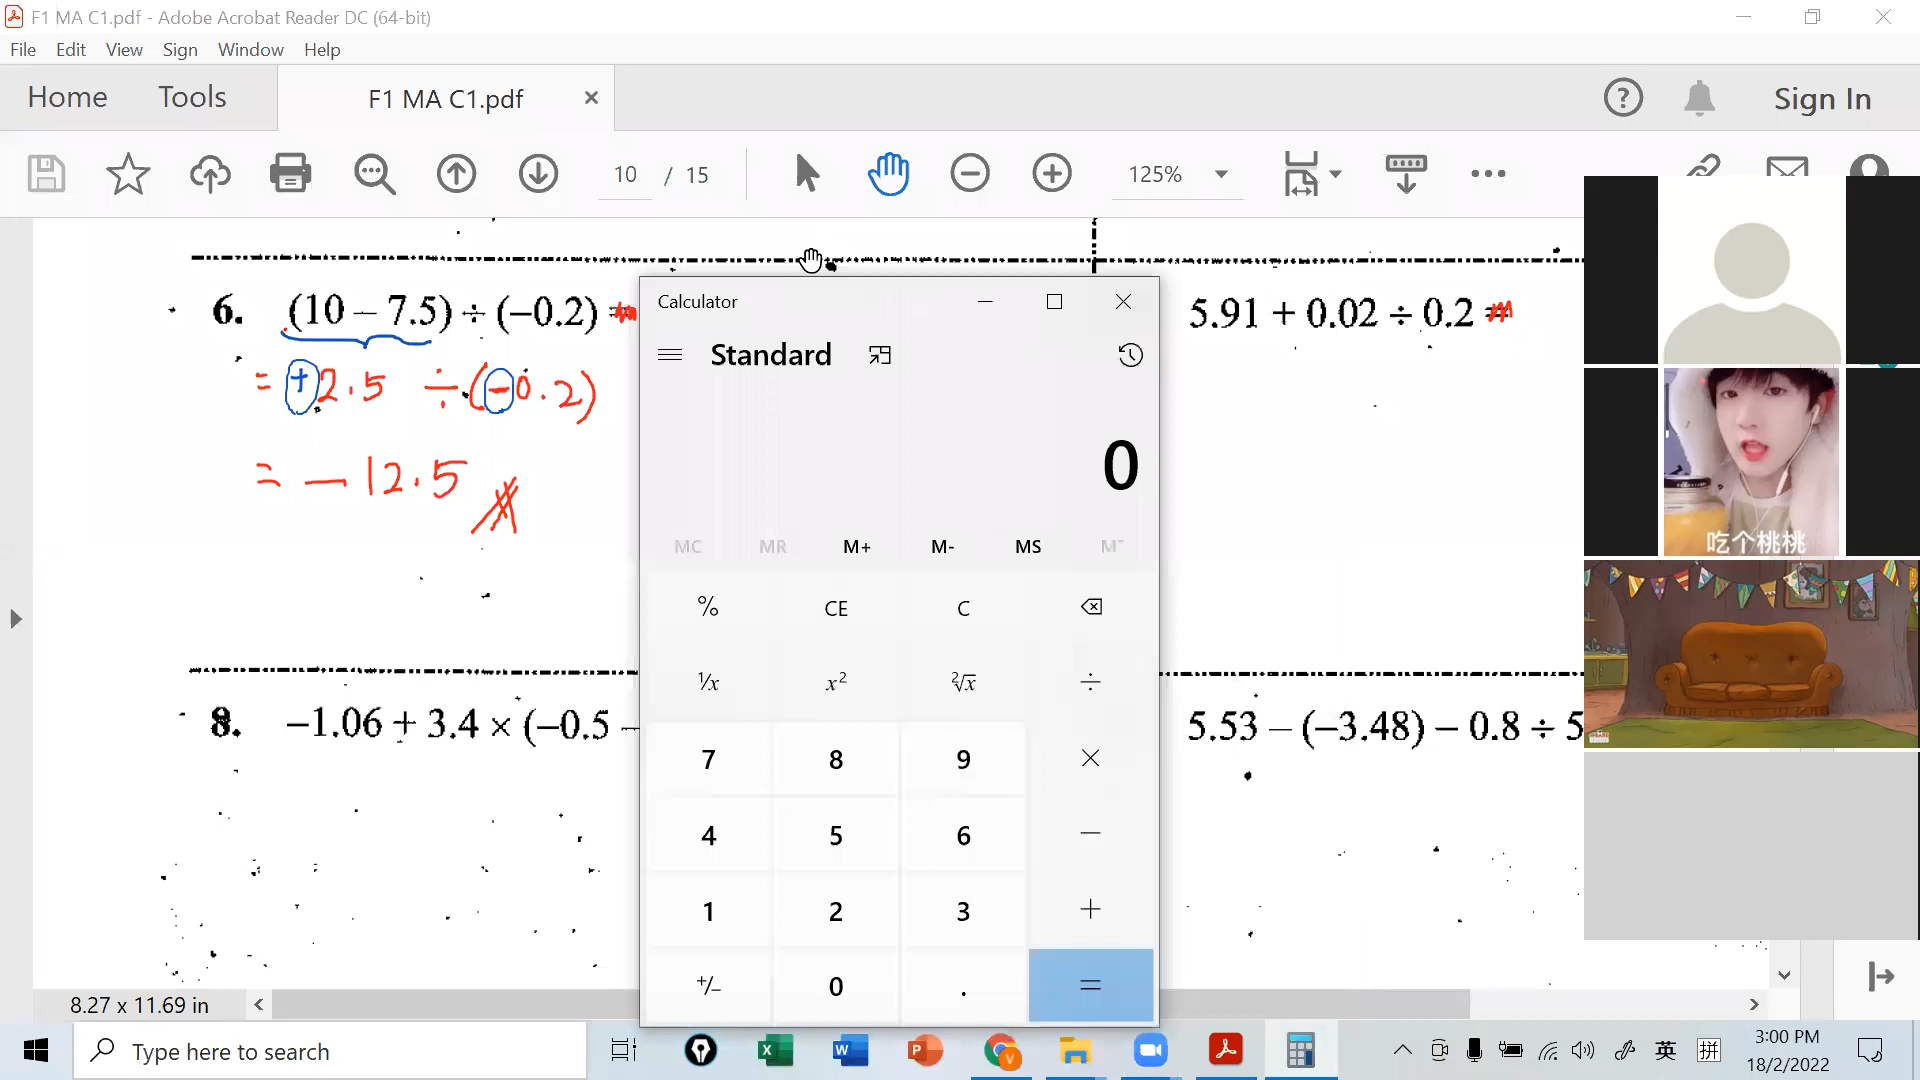 F1 MA C1.pdf - Adobe Acrobat Reader DC (64-bit)
File Edit View Sign Window Help
Home Tools F1 MA C1.pdf Sign In
10 / 15 125%
6. (10 – 7.5) ÷ (–0.2) =
= +2.5 ÷ (–0.2)
= – 12.5
5.91 + 0.02 ÷ 0.2 =
8. –1.06 + 3.4 × (–0.5 –
5.53 – (–3.48) – 0.8 ÷ 5
Calculator
Standard
0
MC MR M+ M- MS
% CE C
1/x x² ²√x ÷
7 8 9 ×
4 5 6 −
1 2 3 +
+/− 0 . =
吃个桃桃
8.27 x 11.69 in
Type here to search
英 拼
3:00 PM
18/2/2022